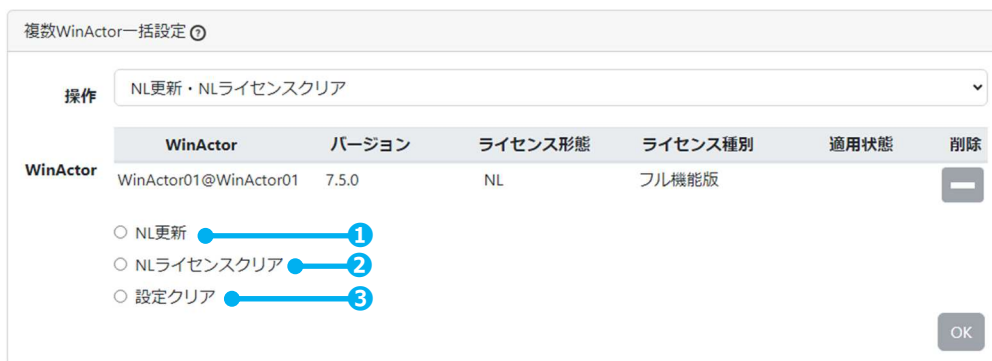 複数WinActor一括設定 ?
操作 NL更新・NLライセンスクリア
WinActor バージョン ライセンス形態 ライセンス種別 適用状態 削除
WinActor WinActor01@WinActor01 7.5.0 NL フル機能版
NL更新 1
NLライセンスクリア 2
設定クリア 3
OK